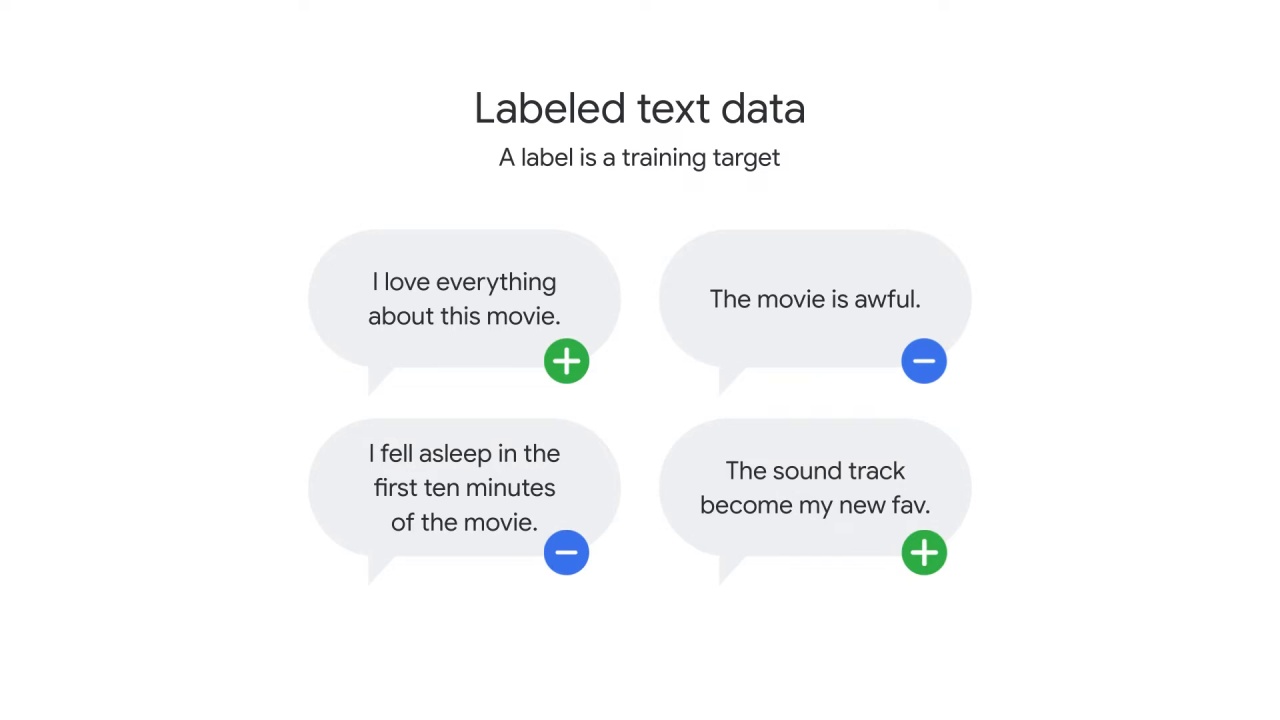 Labeled text data
A label is a training target
I love everything
about this movie.
The movie is awful.
I fell asleep in the
first ten minutes
of the movie.
The sound track
become my new fav.